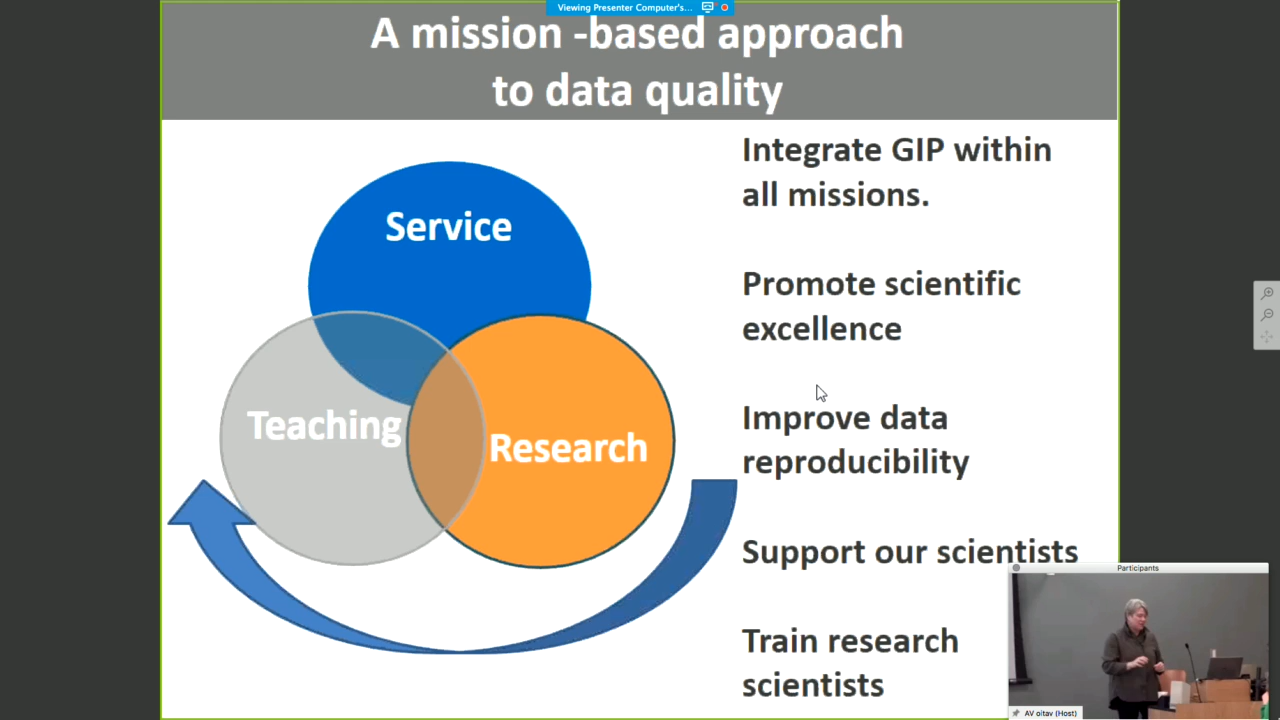 Viewing Presenter Computer's...
A mission -based approach
to data quality
Service
Teaching
Research
Integrate GIP within
all missions.
Promote scientific
excellence
Improve data
reproducibility
Support our scientists
Train research
scientists
Participants
AV oitav (Host)